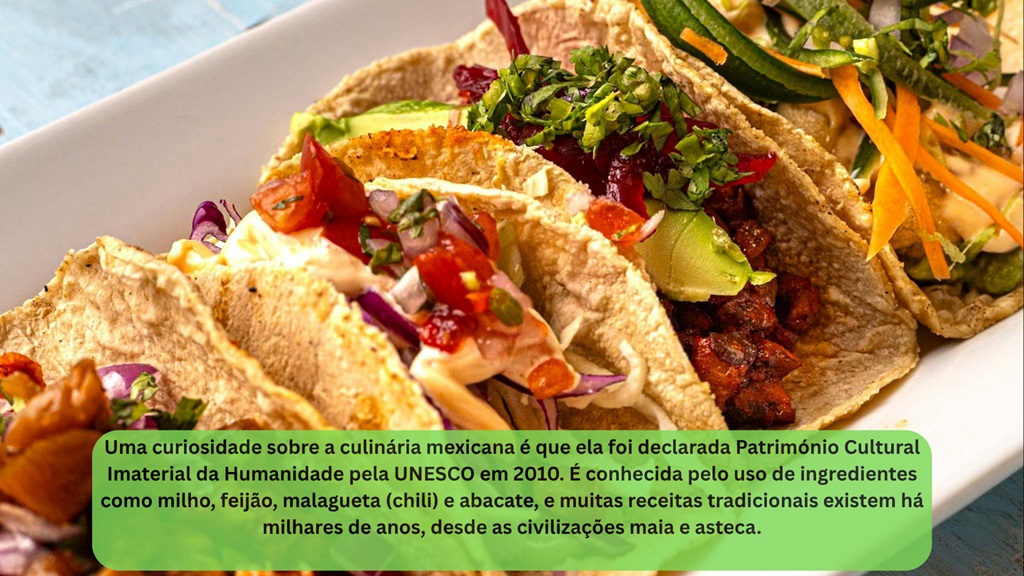 Uma curiosidade sobre a culinária mexicana é que ela foi declarada Património Cultural
Imaterial da Humanidade pela UNESCO em 2010. É conhecida pelo uso de ingredientes
como milho, feijão, malagueta (chili) e abacate, e muitas receitas tradicionais existem há
milhares de anos, desde as civilizações maia e asteca.